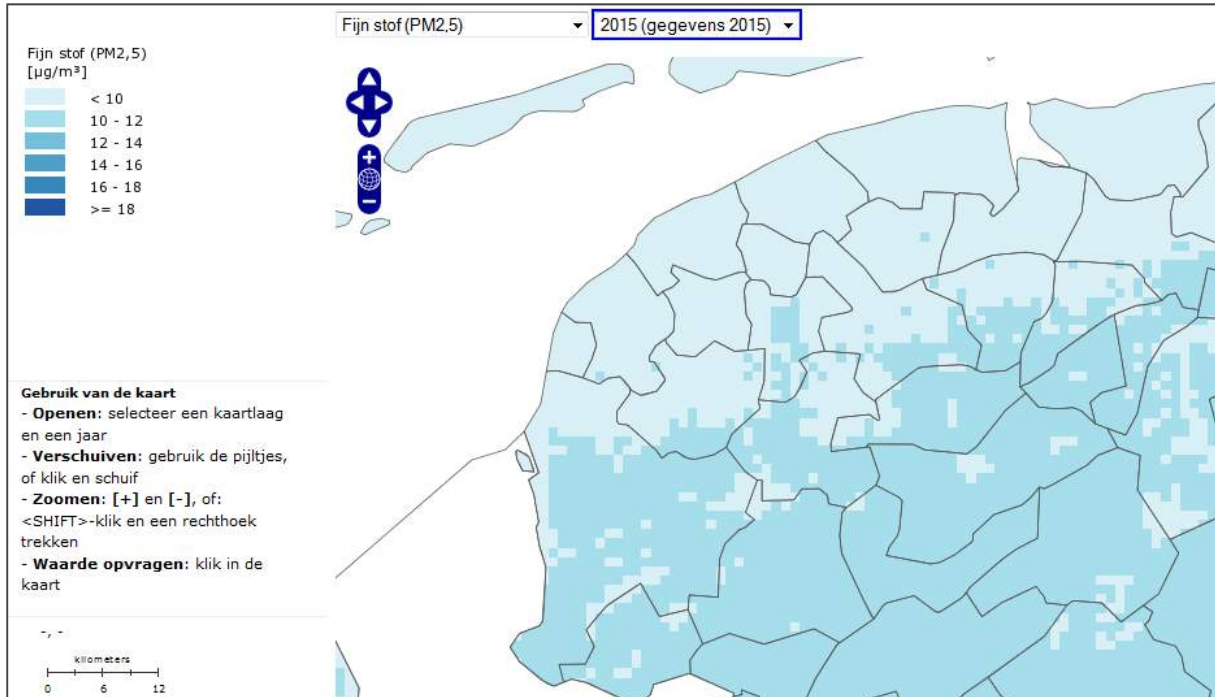 Fijn stof (PM2,5)
2015 (gegevens 2015)
Fijn stof (PM2,5)
[µg/m³]
< 10
10 - 12
12 - 14
14 - 16
16 - 18
>= 18
Gebruik van de kaart
- Openen: selecteer een kaartlaag
en een jaar
- Verschuiven: gebruik de pijltjes,
of klik en schuif
- Zoomen: [+] en [-], of:
<SHIFT>-klik en een rechthoek
trekken
- Waarde opvragen: klik in de
kaart
-, -
kilometers
0 6 12